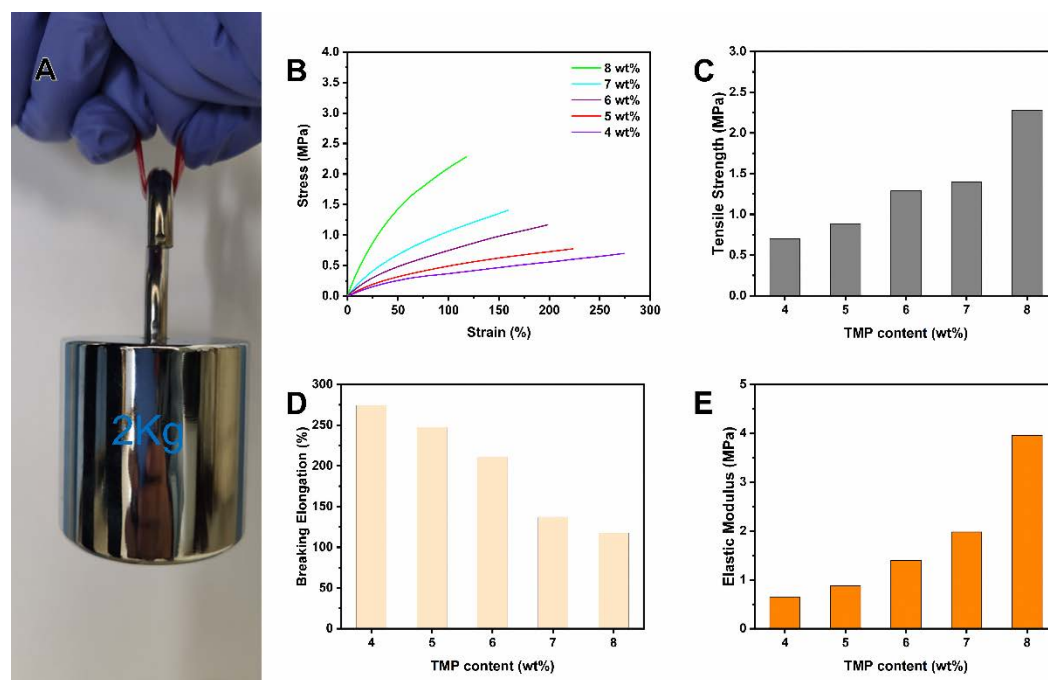 A
2Kg
B
Stress (MPa)
4.0
3.5
3.0
2.5
2.0
1.5
1.0
0.5
0.0
8 wt%
7 wt%
6 wt%
5 wt%
4 wt%
0 50 100 150 200 250 300
Strain (%)
C
Tensile Strength (MPa)
3.0
2.5
2.0
1.5
1.0
0.5
0.0
4 5 6 7 8
TMP content (wt%)
D
Breaking Elongation (%)
300
250
200
150
100
50
0
4 5 6 7 8
TMP content (wt%)
E
Elastic Modulus (MPa)
5
4
3
2
1
0
4 5 6 7 8
TMP content (wt%)